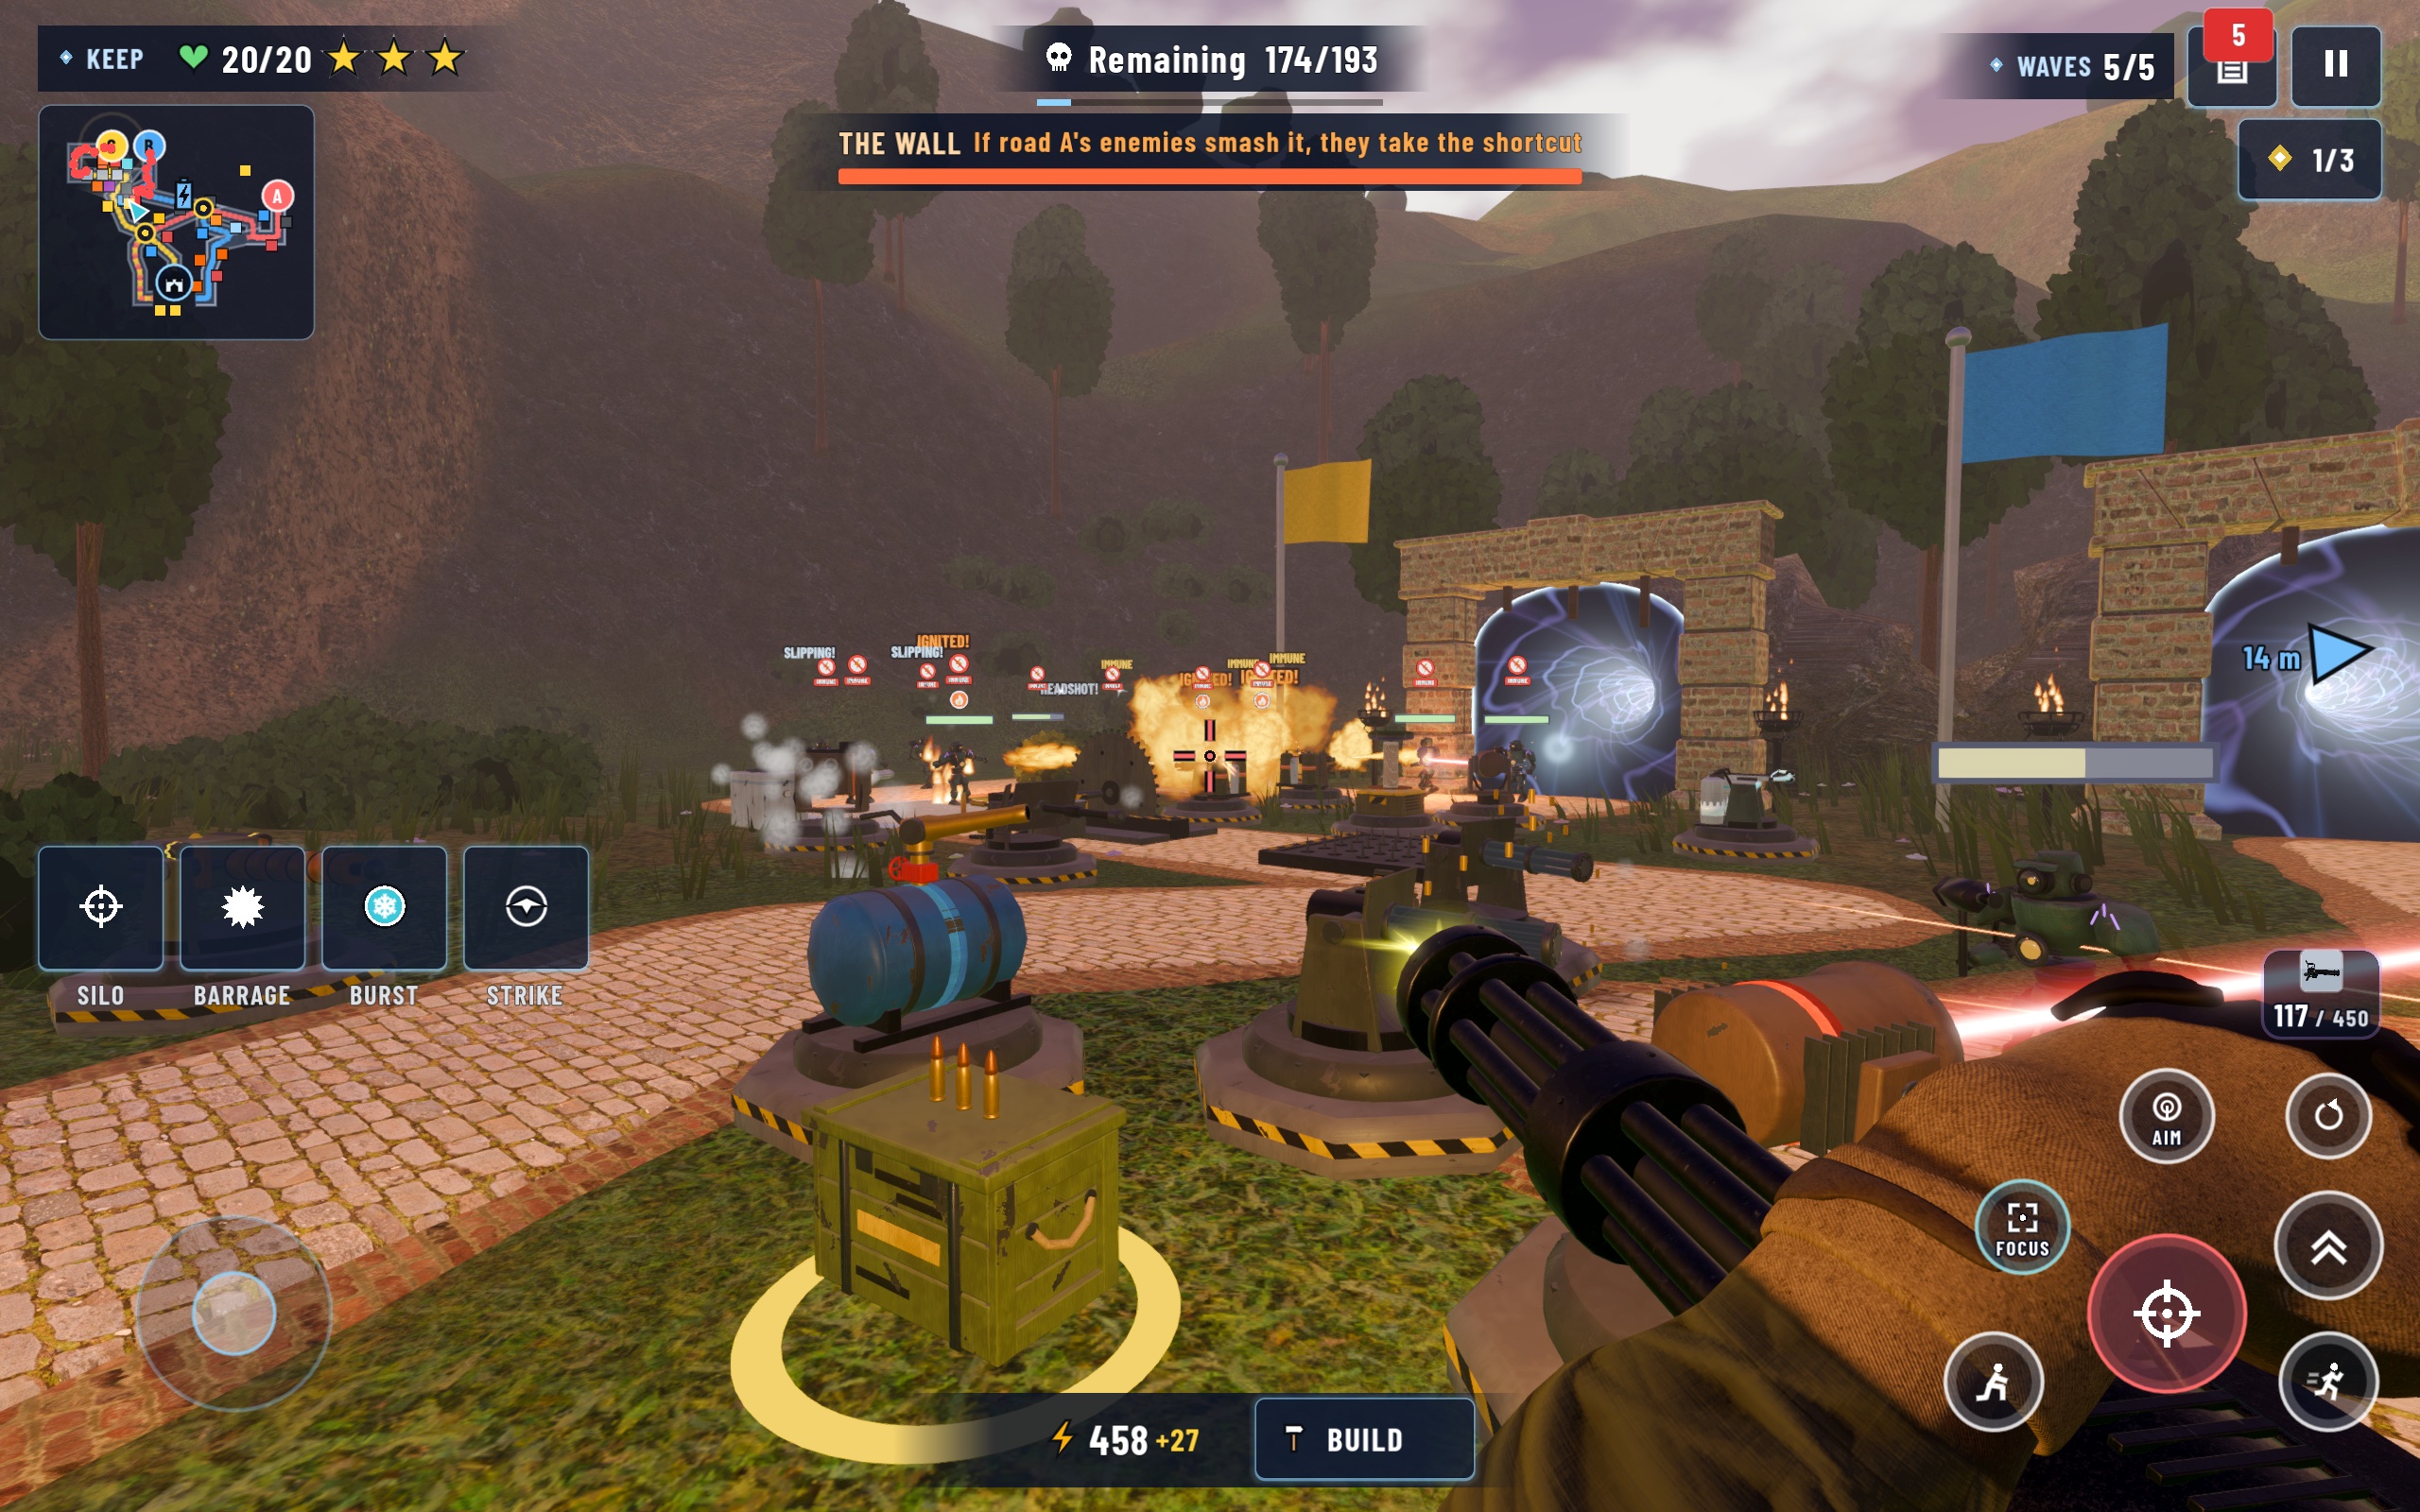 KEEP 20/20
Remaining 174/193
WAVES 5/5
5
1/3
THE WALL If road A's enemies smash it, they take the shortcut
B
A
SLIPPING!
SLIPPING!
IGNITED!
IMMUNE
IMMUNE
HEADSHOT!
14 m
SILO
BARRAGE
BURST
STRIKE
117 / 450
AIM
FOCUS
458 +27
BUILD